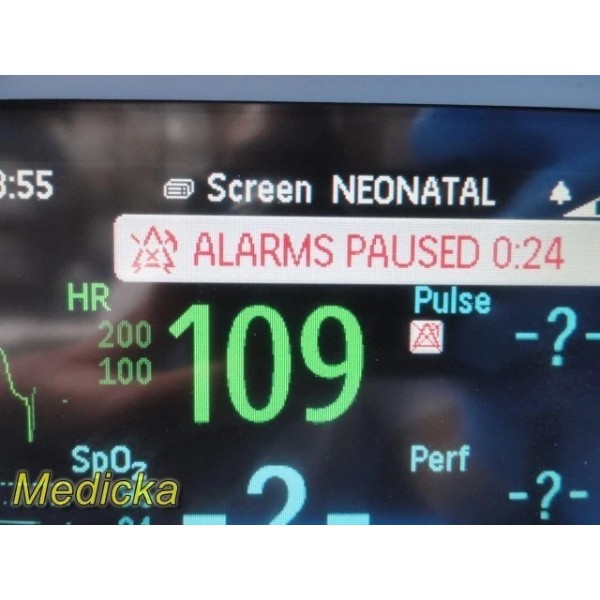 3:55 Screen NEONATAL
ALARMS PAUSED 0:24
HR
200
100
109
Pulse
-?-
SpO₂
Perf
-?-
-?-
Medicka